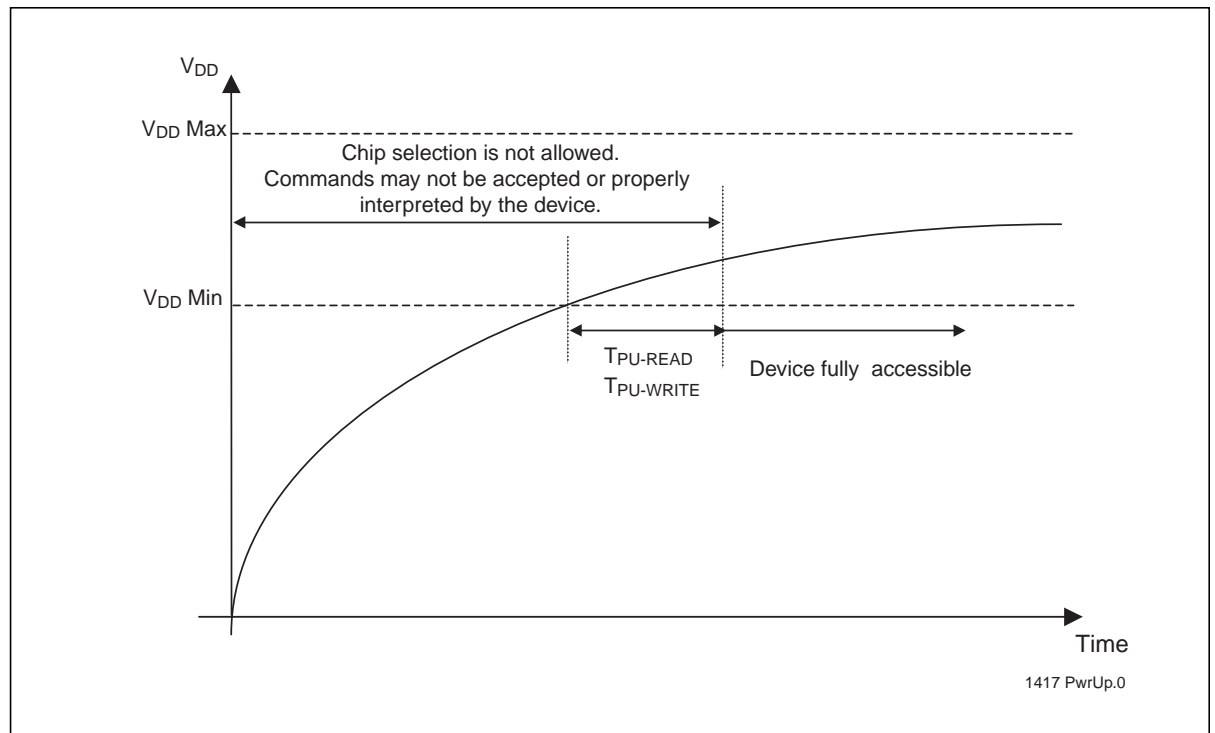 VDD
VDD Max
Chip selection is not allowed.
Commands may not be accepted or properly
interpreted by the device.
VDD Min
TPU-READ
TPU-WRITE
Device fully accessible
Time
1417 PwrUp.0